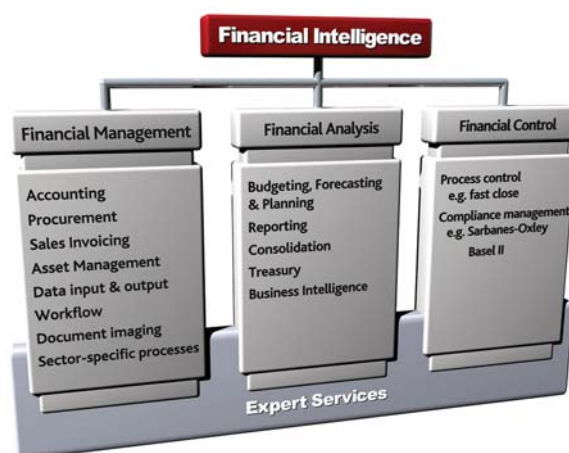 Financial Intelligence
Financial Management
Accounting
Procurement
Sales Invoicing
Asset Management
Data input & output
Workflow
Document imaging
Sector-specific processes
Financial Analysis
Budgeting, Forecasting
& Planning
Reporting
Consolidation
Treasury
Business Intelligence
Financial Control
Process control
e.g. fast close
Compliance management
e.g. Sarbanes-Oxley
Basel II
Expert Services